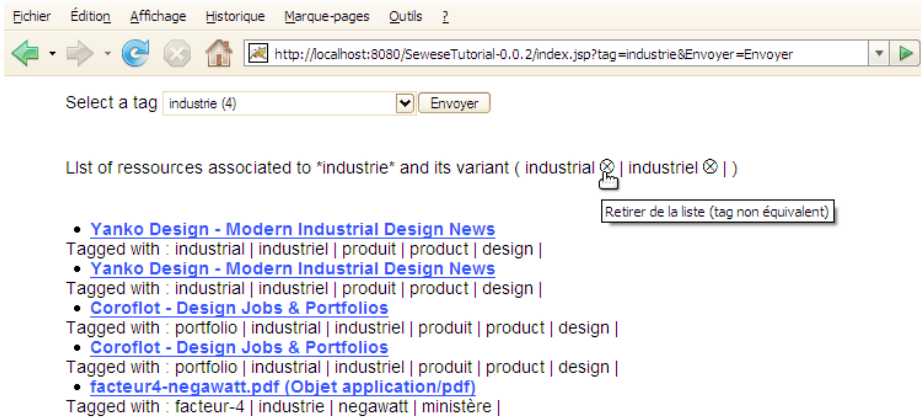 Fichier Édition Affichage Historique Marque-pages Outils ?
http://localhost:8080/SeweseTutorial-0.0.2/index.jsp?tag=industrie&Envoyer=Envoyer
Select a tag industrie (4) Envoyer
LIst of ressources associated to *industrie* and its variant ( industrial | industriel | )
Retirer de la liste (tag non équivalent)
• Yanko Design - Modern Industrial Design News
Tagged with : industrial | industriel | produit | product | design |
• Yanko Design - Modern Industrial Design News
Tagged with : industrial | industriel | produit | product | design |
• Coroflot - Design Jobs & Portfolios
Tagged with : portfolio | industrial | industriel | produit | product | design |
• Coroflot - Design Jobs & Portfolios
Tagged with : portfolio | industrial | industriel | produit | product | design |
• facteur4-negawatt.pdf (Objet application/pdf)
Tagged with : facteur-4 | industrie | negawatt | ministère |